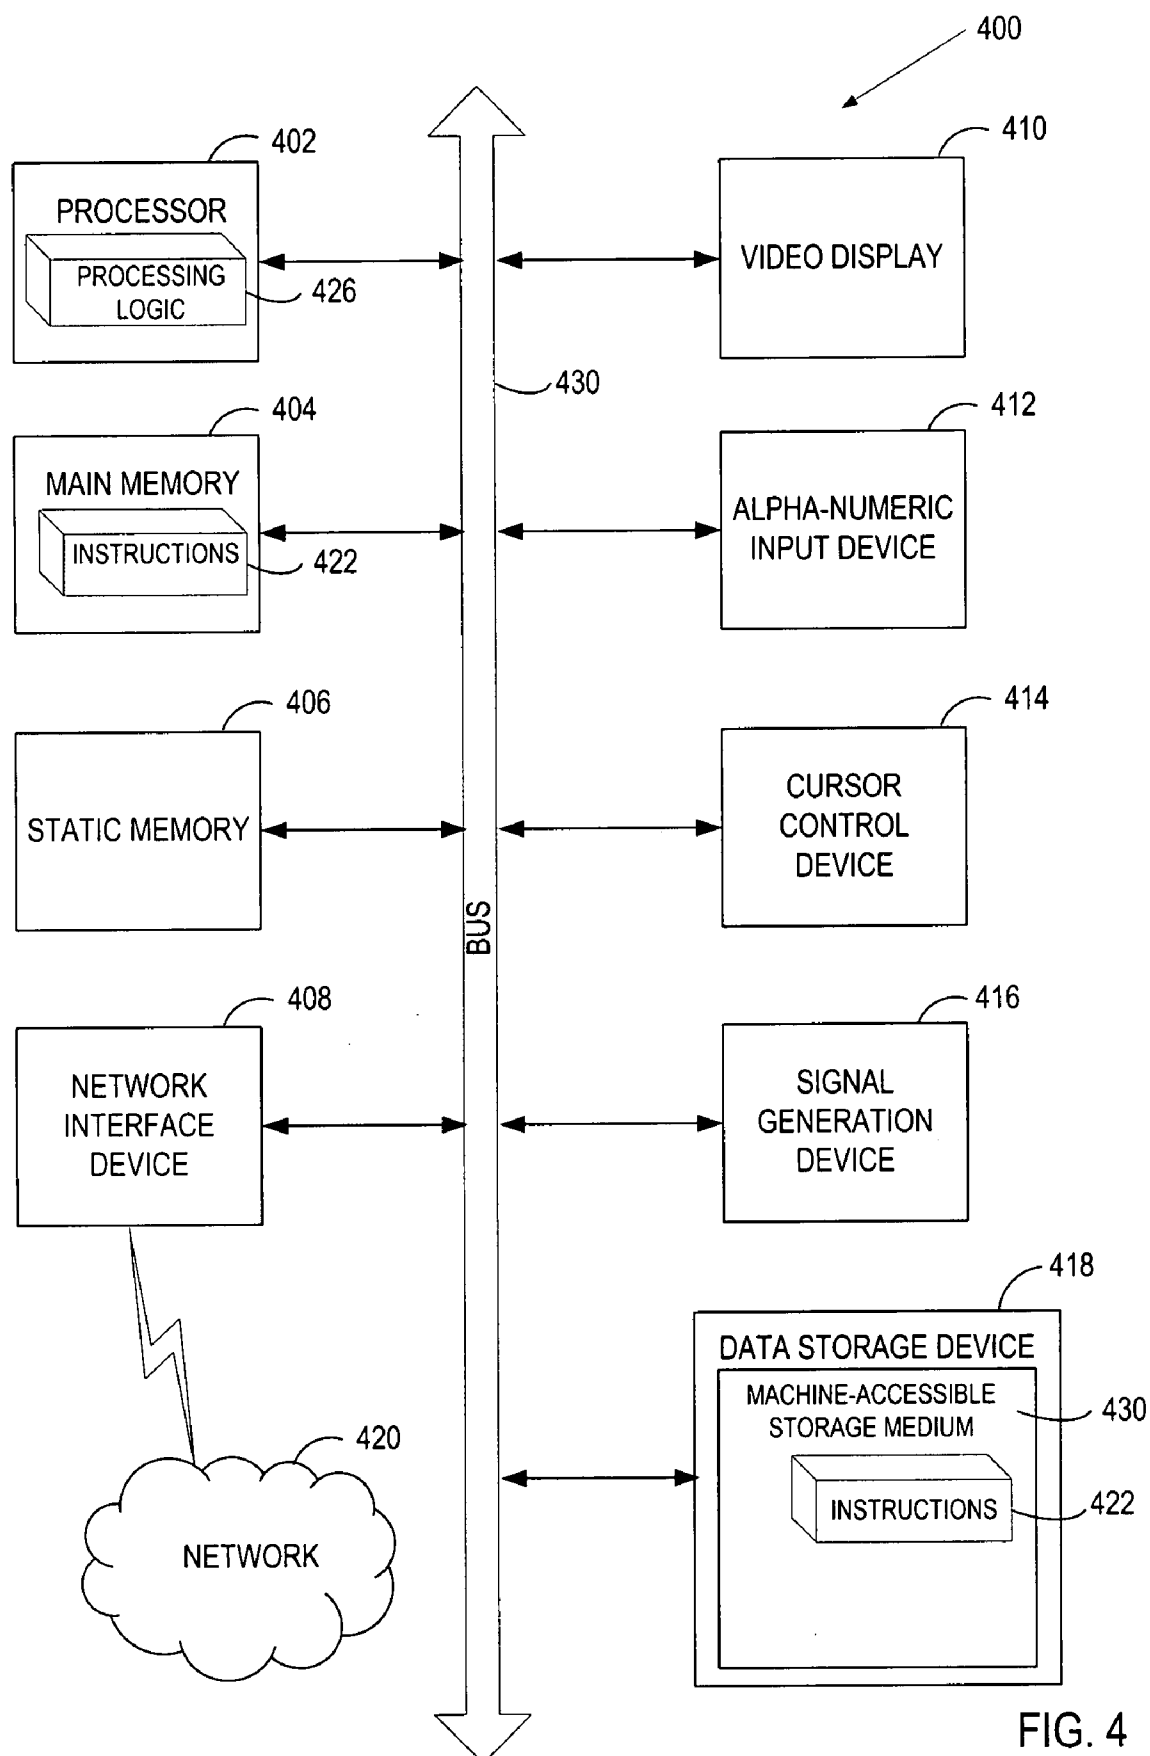 400
402
PROCESSOR
PROCESSING
LOGIC
426
410
VIDEO DISPLAY
430
404
MAIN MEMORY
INSTRUCTIONS
422
412
ALPHA-NUMERIC
INPUT DEVICE
406
STATIC MEMORY
414
CURSOR
CONTROL
DEVICE
BUS
408
NETWORK
INTERFACE
DEVICE
416
SIGNAL
GENERATION
DEVICE
420
NETWORK
418
DATA STORAGE DEVICE
MACHINE-ACCESSIBLE
STORAGE MEDIUM
430
INSTRUCTIONS
422
FIG. 4